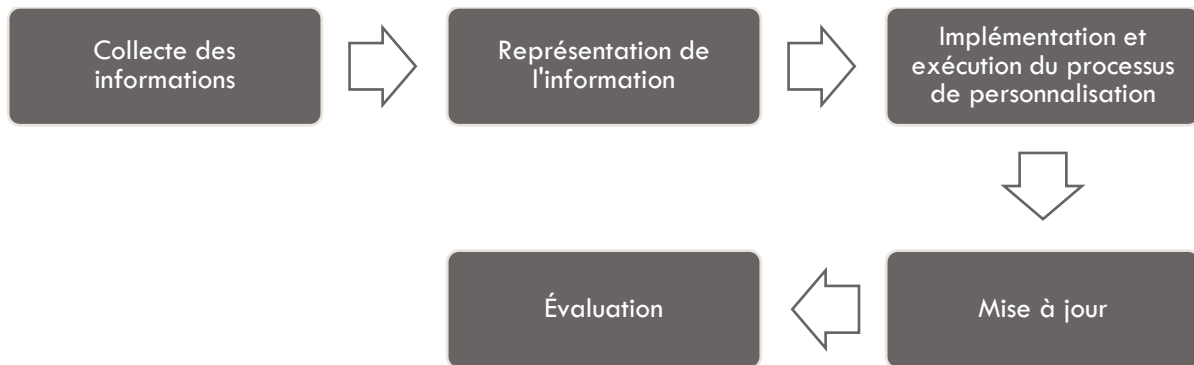 Collecte des
informations
Représentation de
l'information
Implémentation et
exécution du processus
de personnalisation
Mise à jour
Évaluation